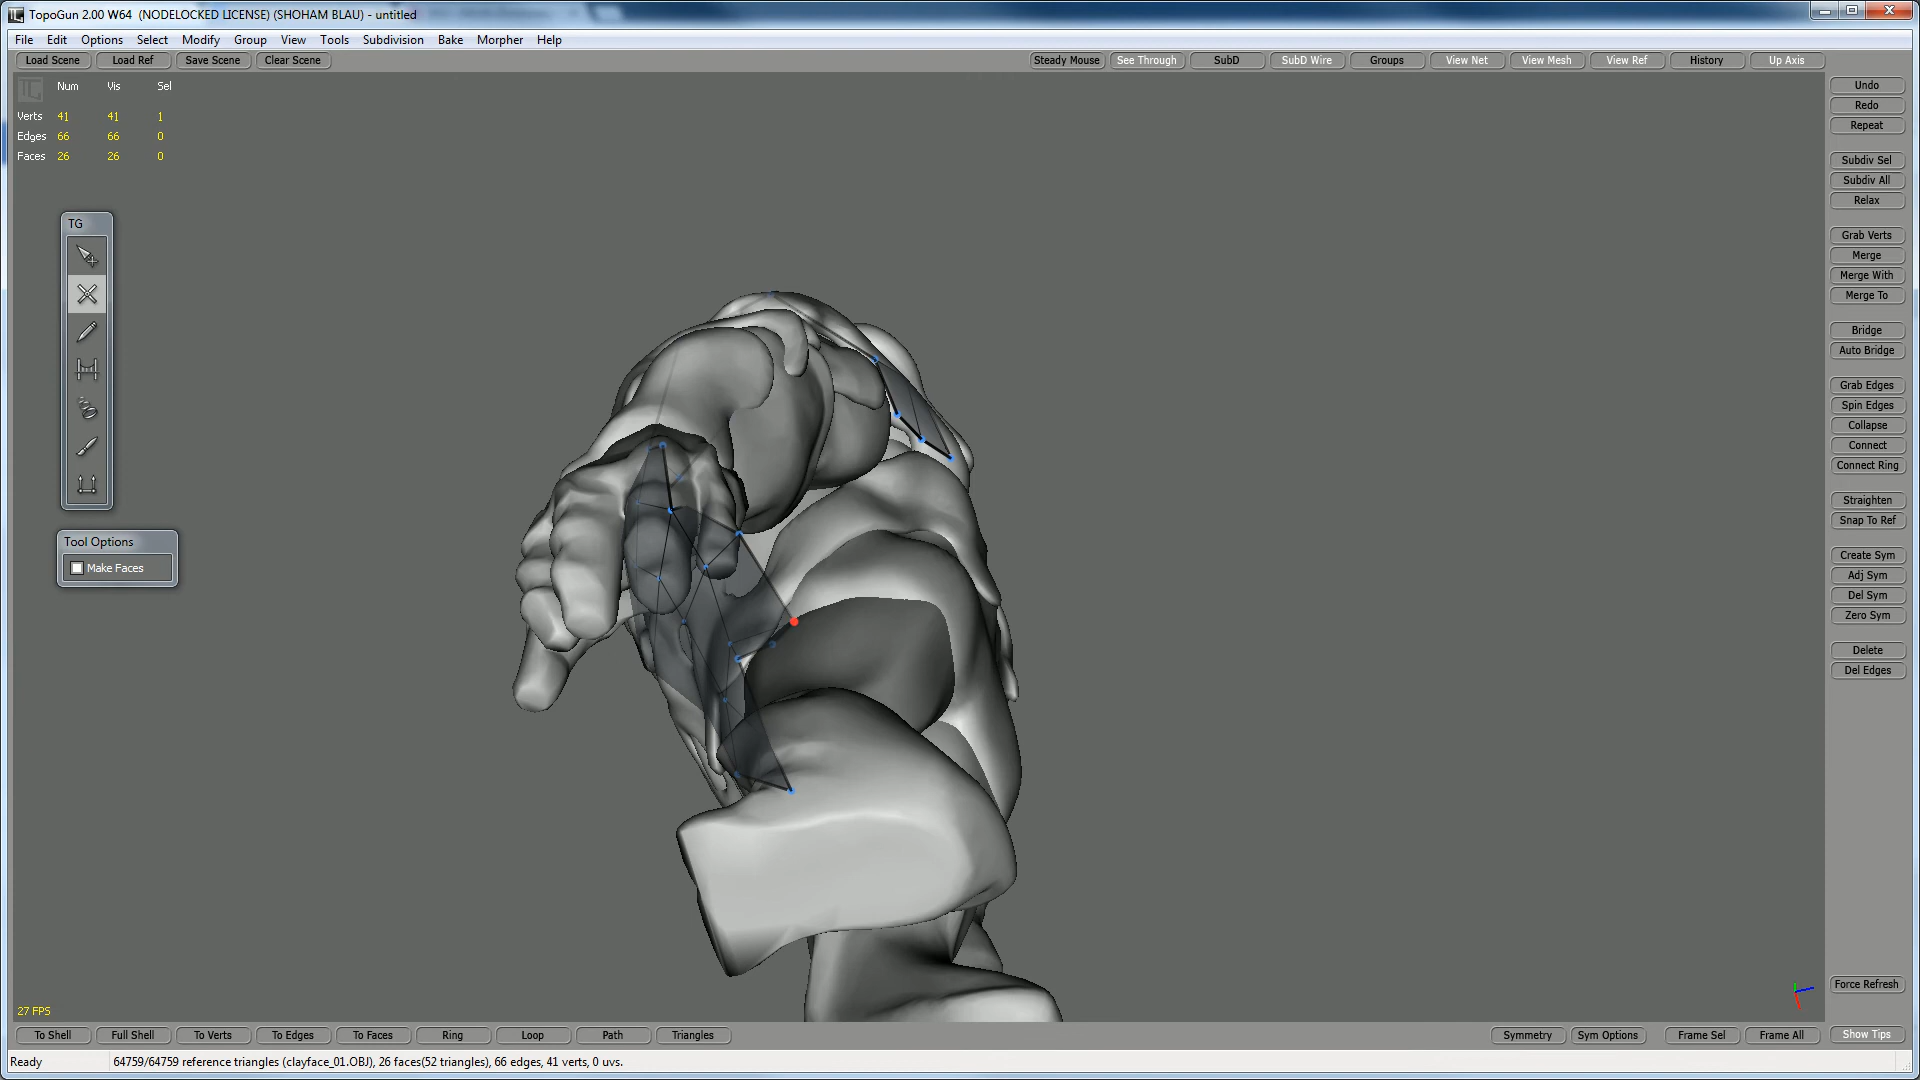 TopoGun 2.00 W64 (NODELOCKED LICENSE) (SHOHAM BLAU) - untitled
File Edit Options Select Modify Group View Tools Subdivision Bake Morpher Help
Load Scene Load Ref Save Scene Clear Scene Steady Mouse See Through SubD SubD Wire Groups View Net View Mesh View Ref History Up Axis
Num Vis Sel
Verts 41 41 1
Edges 66 66 0
Faces 26 26 0
TG
Tool Options
Make Faces
Undo
Redo
Repeat
Subdiv Sel
Subdiv All
Relax
Grab Verts
Merge
Merge With
Merge To
Bridge
Auto Bridge
Grab Edges
Spin Edges
Collapse
Connect
Connect Ring
Straighten
Snap To Ref
Create Sym
Adj Sym
Del Sym
Zero Sym
Delete
Del Edges
Force Refresh
27 FPS
To Shell Full Shell To Verts To Edges To Faces Ring Loop Path Triangles Symmetry Sym Options Frame Sel Frame All Show Tips
Ready 64759/64759 reference triangles (clayface_01.OBJ), 26 faces(52 triangles), 66 edges, 41 verts, 0 uvs.